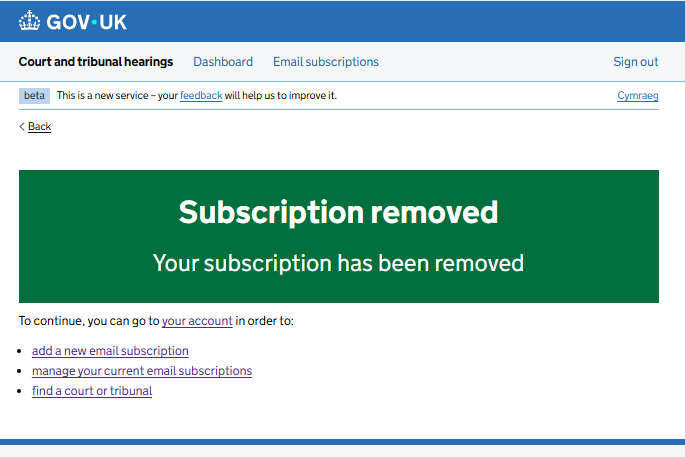 GOV·UK
Court and tribunal hearings Dashboard Email subscriptions Sign out
beta This is a new service – your feedback will help us to improve it. Cymraeg
Back
Subscription removed
Your subscription has been removed
To continue, you can go to your account in order to:
add a new email subscription
manage your current email subscriptions
find a court or tribunal